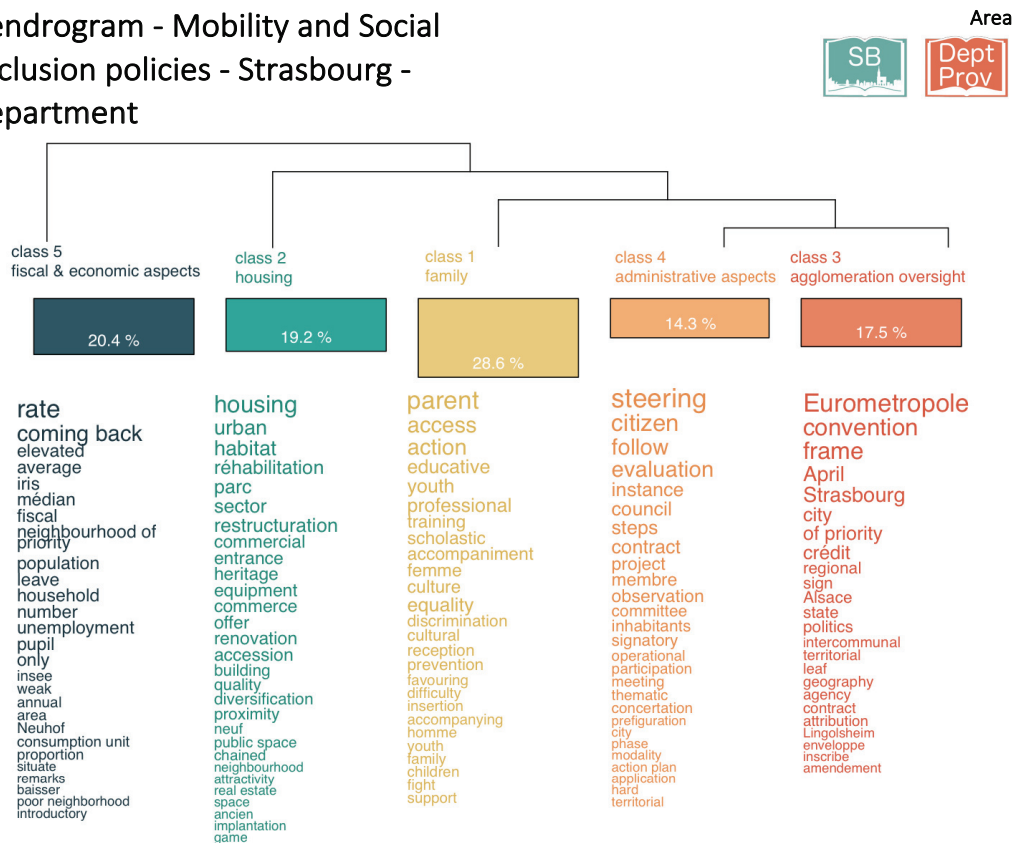 endrogram - Mobility and Social
clusion policies - Strasbourg -
epartment
Area
SB
Dept
Prov
class 5
fiscal & economic aspects
20.4 %
rate
coming back
elevated
average
iris
médian
fiscal
neighbourhood of
priority
population
leave
household
number
unemployment
pupil
only
insee
weak
annual
area
Neuhof
consumption unit
proportion
situate
remarks
baisser
poor neighborhood
introductory
class 2
housing
19.2 %
housing
urban
habitat
réhabilitation
parc
sector
restructuration
commercial
entrance
heritage
equipment
commerce
offer
renovation
accession
building
quality
diversification
proximity
neuf
public space
chained
neighbourhood
attractivity
real estate
space
ancien
implantation
game
class 1
family
28.6 %
parent
access
action
educative
youth
professional
training
scholastic
accompaniment
femme
culture
equality
discrimination
cultural
reception
prevention
favouring
difficulty
insertion
accompanying
homme
youth
family
children
fight
support
class 4
administrative aspects
14.3 %
steering
citizen
follow
evaluation
instance
council
steps
contract
project
membre
observation
committee
inhabitants
signatory
operational
participation
meeting
thematic
concertation
prefiguration
city
phase
modality
action plan
application
hard
territorial
class 3
agglomeration oversight
17.5 %
Eurometropole
convention
frame
April
Strasbourg
city
of priority
crédit
regional
sign
Alsace
state
politics
intercommunal
territorial
leaf
geography
agency
contract
attribution
Lingolsheim
enveloppe
inscribe
amendement